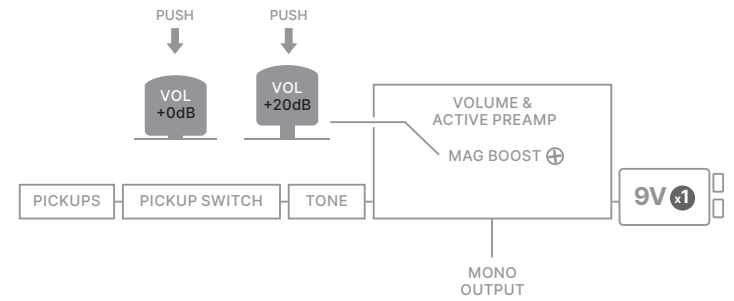 PUSH
PUSH
VOL
+0dB
VOL
+20dB
VOLUME &
ACTIVE PREAMP
MAG BOOST
PICKUPS
PICKUP SWITCH
TONE
9V x1
MONO
OUTPUT